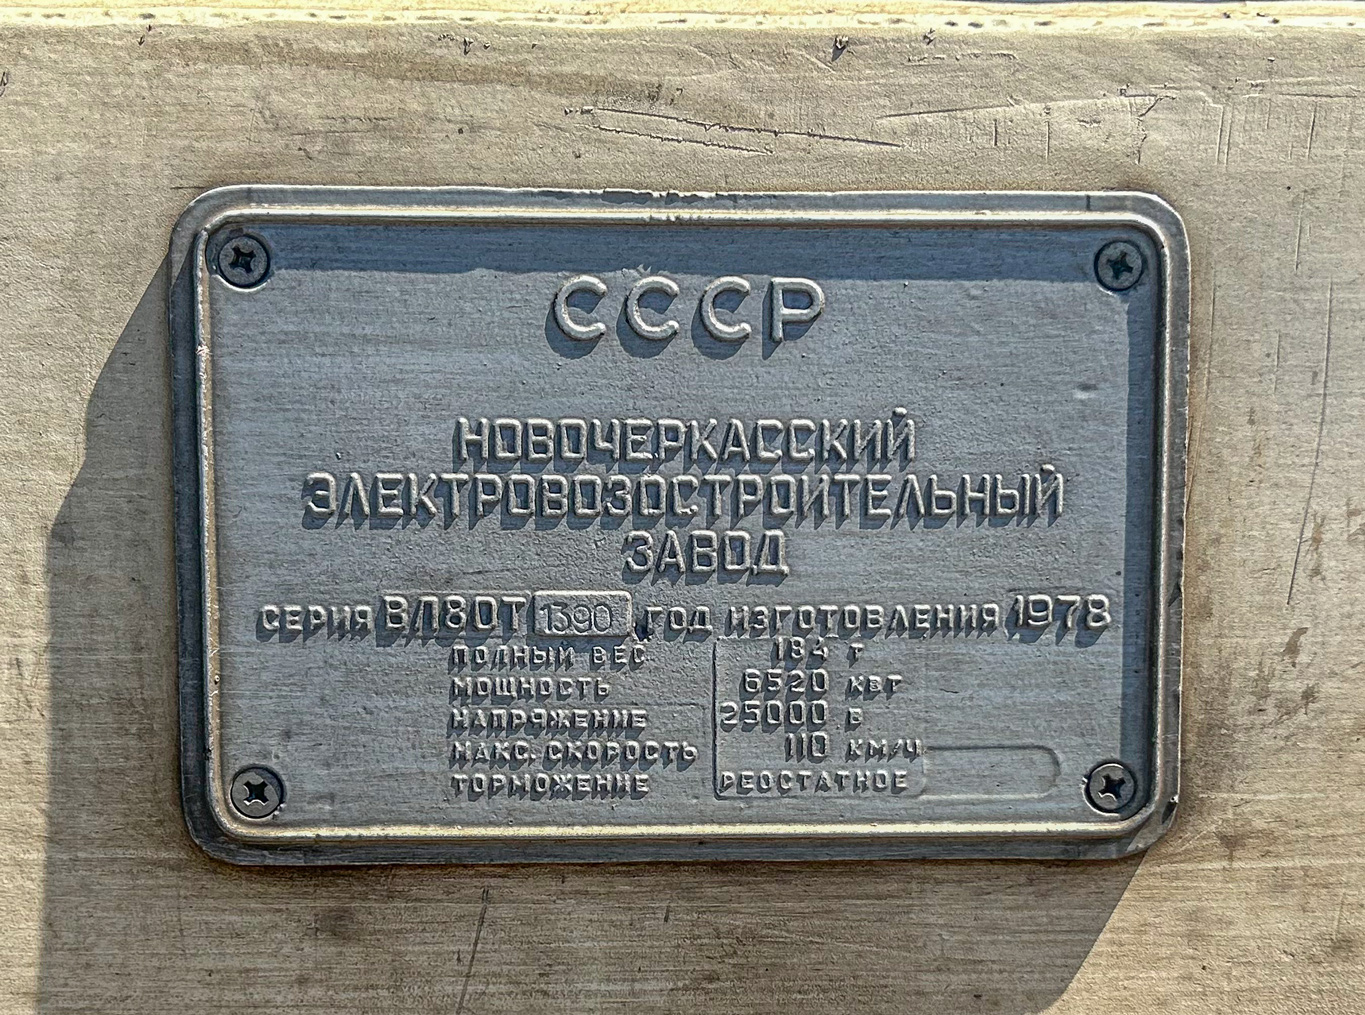 СССР
НОВОЧЕРКАССКИЙ
ЭЛЕКТРОВОЗОСТРОИТЕЛЬНЫЙ
ЗАВОД
СЕРИЯ ВЛ80Т 1390 ГОД ИЗГОТОВЛЕНИЯ 1978
ПОЛНЫЙ ВЕС 184 Т
МОЩНОСТЬ 6520 КВТ
НАПРЯЖЕНИЕ 25000 В
МАКС. СКОРОСТЬ 110 КМ/Ч
ТОРМОЖЕНИЕ РЕОСТАТНОЕ